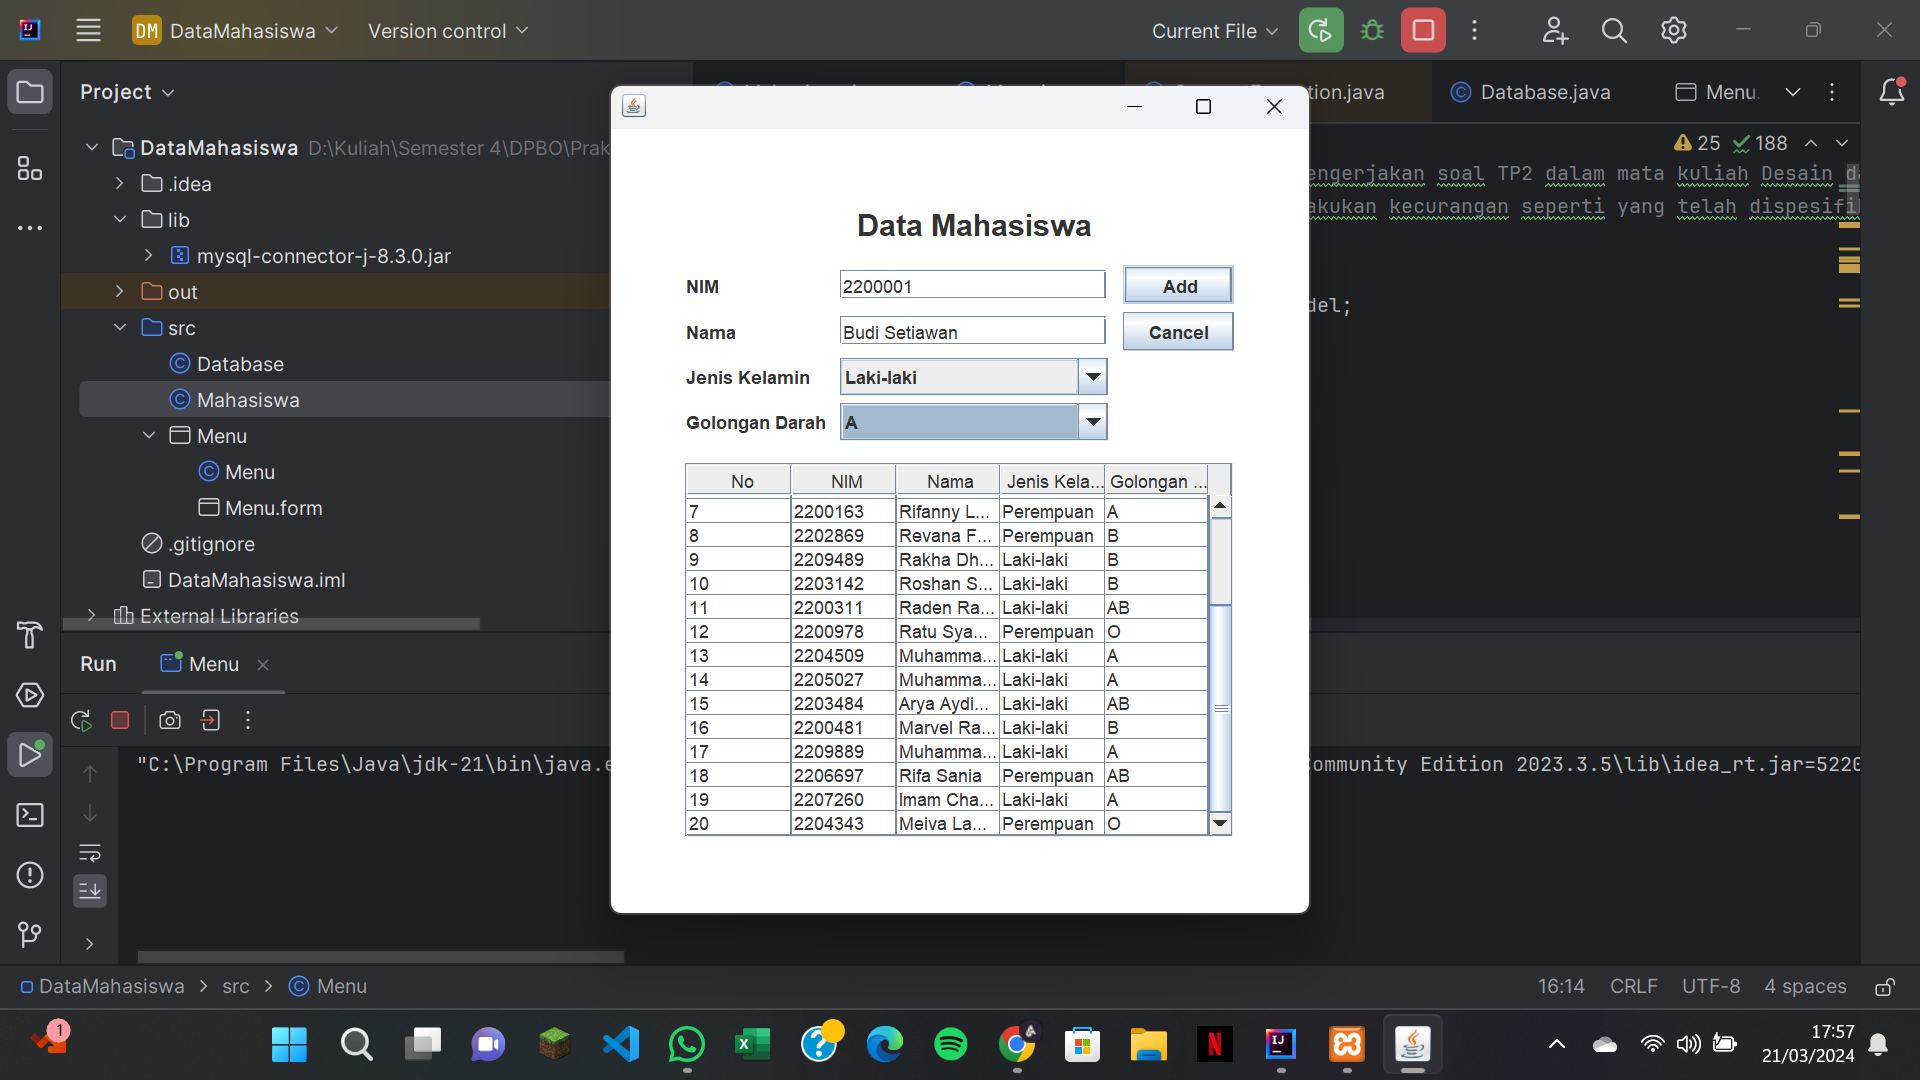 DM DataMahasiswa Version control Current File
Project
DataMahasiswa D:\Kuliah\Semester 4\DPBO\Prak
.idea
lib
mysql-connector-j-8.3.0.jar
out
src
Database
Mahasiswa
Menu
Menu
Menu.form
.gitignore
DataMahasiswa.iml
External Libraries
tion.java Database.java Menu.
25 188
engerjakan soal TP2 dalam mata kuliah Desain d
akukan kecurangan seperti yang telah dispesifi
del;
Data Mahasiswa
NIM 2200001 Add
Nama Budi Setiawan Cancel
Jenis Kelamin Laki-laki
Golongan Darah A
No NIM Nama Jenis Kela... Golongan ...
7 2200163 Rifanny L... Perempuan A
8 2202869 Revana F... Perempuan B
9 2209489 Rakha Dh... Laki-laki B
10 2203142 Roshan S... Laki-laki B
11 2200311 Raden Ra... Laki-laki AB
12 2200978 Ratu Sya... Perempuan O
13 2204509 Muhamma... Laki-laki A
14 2205027 Muhamma... Laki-laki A
15 2203484 Arya Aydi... Laki-laki AB
16 2200481 Marvel Ra... Laki-laki B
17 2209889 Muhamma... Laki-laki A
18 2206697 Rifa Sania Perempuan AB
19 2207260 Imam Cha... Laki-laki A
20 2204343 Meiva La... Perempuan O
Run Menu
"C:\Program Files\Java\jdk-21\bin\java.e ommunity Edition 2023.3.5\lib\idea_rt.jar=5220
DataMahasiswa > src > Menu 16:14 CRLF UTF-8 4 spaces
1
17:57
21/03/2024